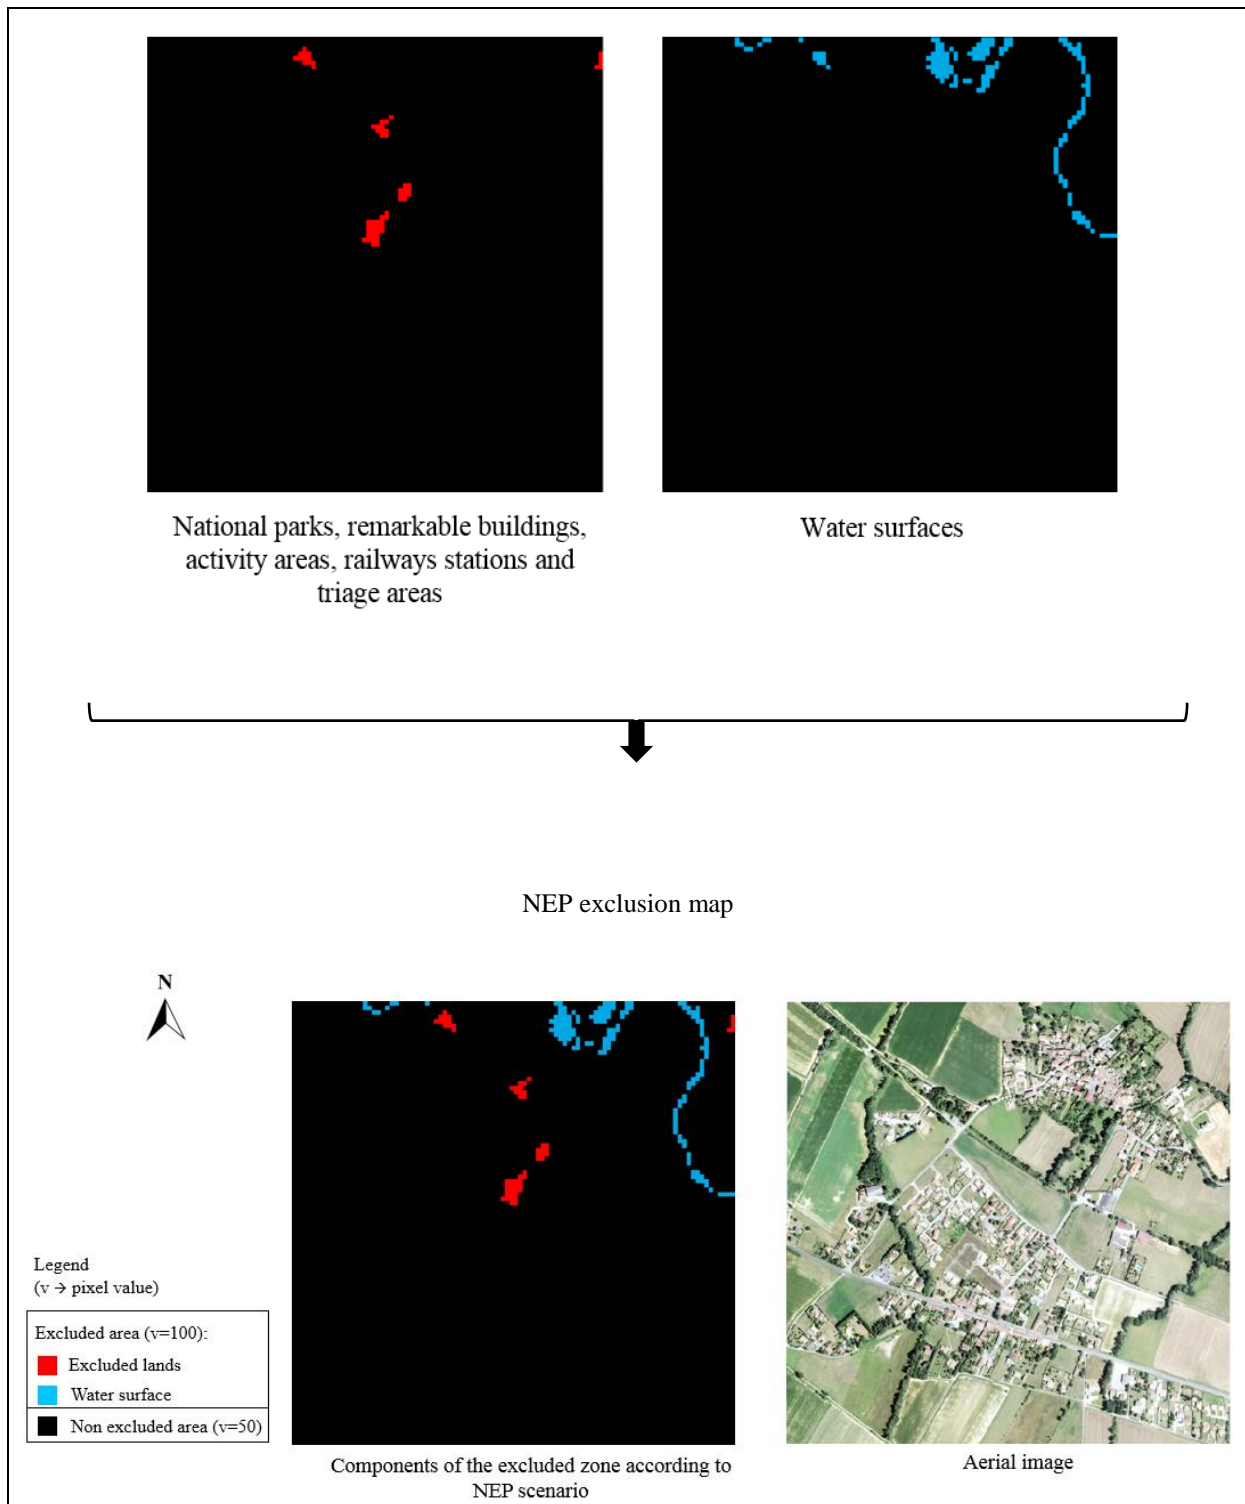 National parks, remarkable buildings,
activity areas, railways stations and
triage areas
Water surfaces
NEP exclusion map
N
Legend
(v → pixel value)
Excluded area (v=100):
Excluded lands
Water surface
Non excluded area (v=50)
Components of the excluded zone according to
NEP scenario
Aerial image